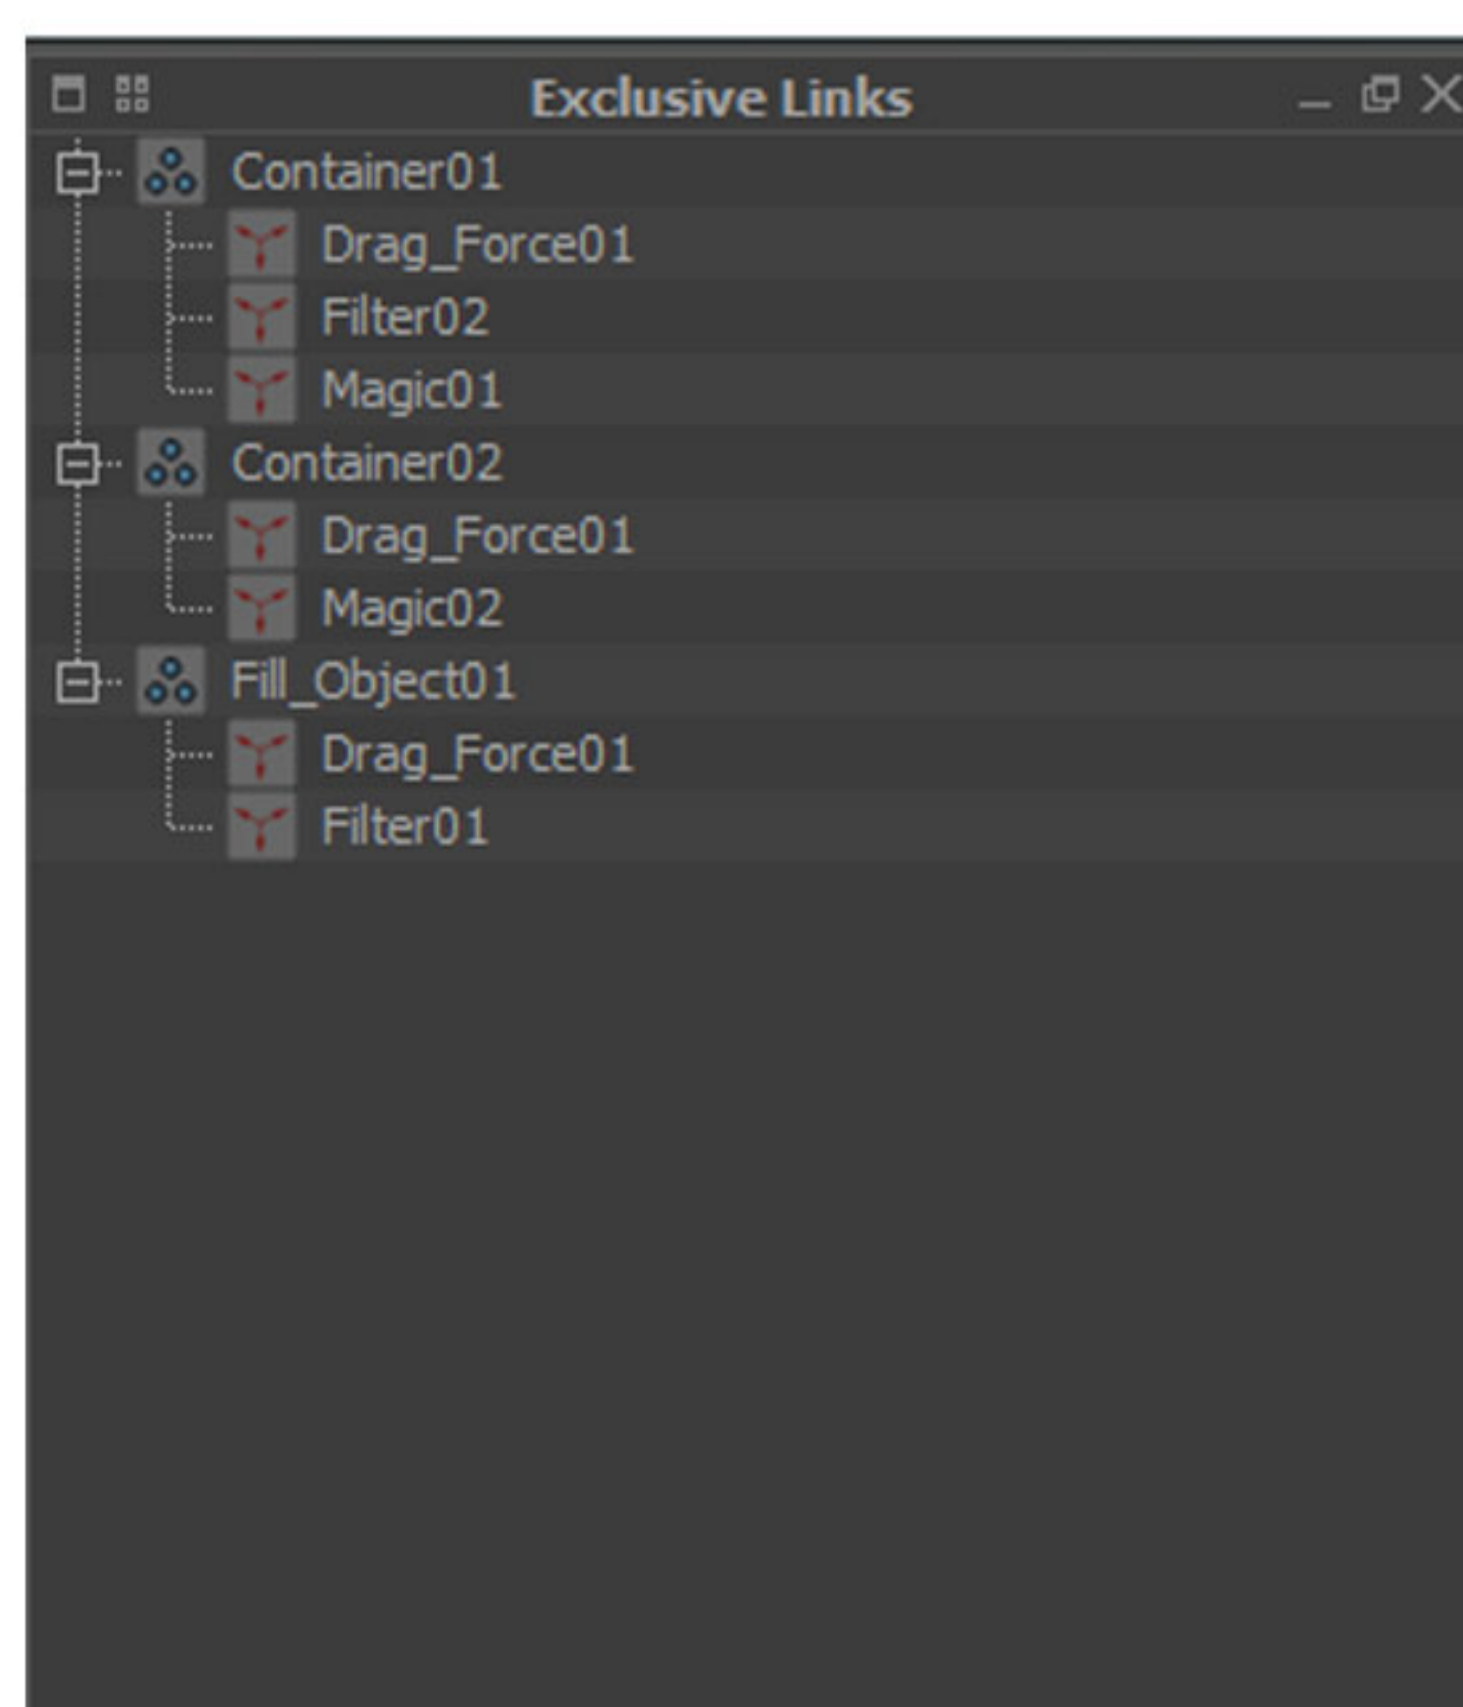 Exclusive Links
Container01
Drag_Force01
Filter02
Magic01
Container02
Drag_Force01
Magic02
Fill_Object01
Drag_Force01
Filter01